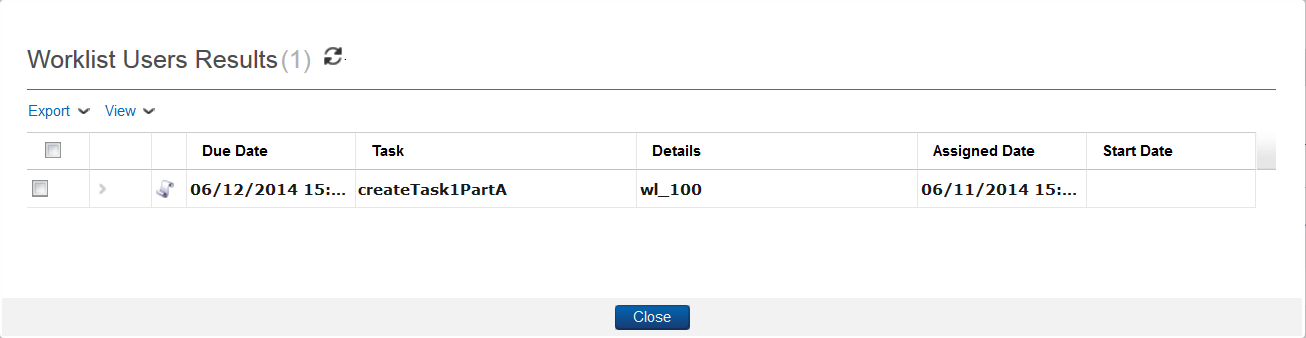 Worklist Users Results (1)
Export View
Due Date Task Details Assigned Date Start Date
06/12/2014 15:... createTask1PartA wl_100 06/11/2014 15:...
Close